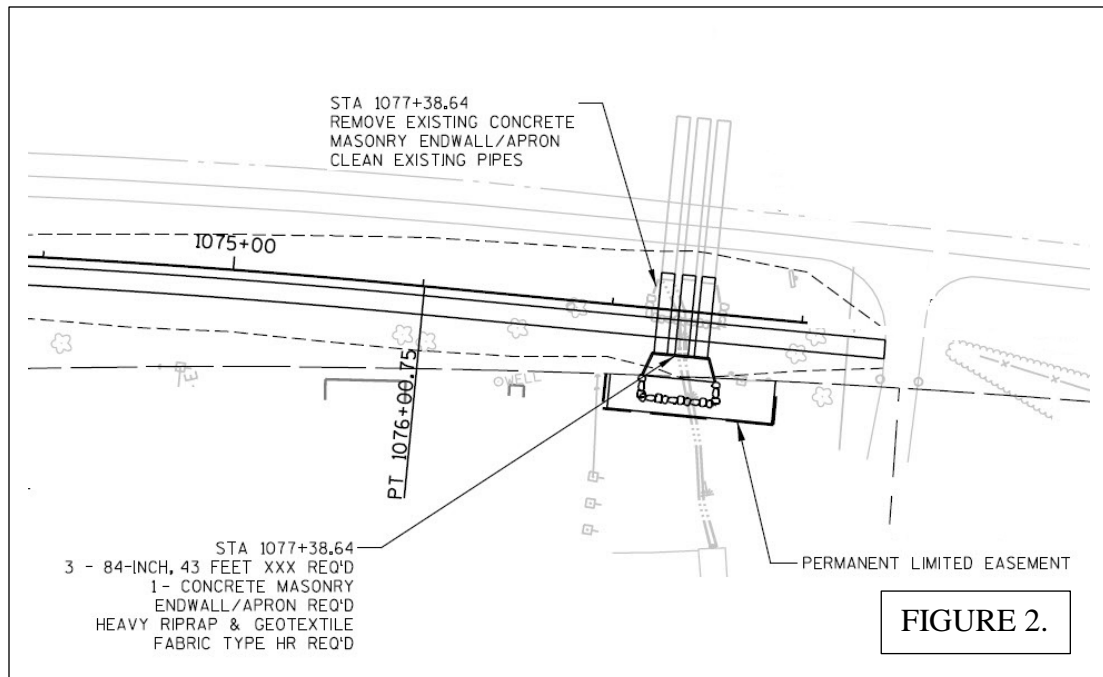 STA 1077+38.64
REMOVE EXISTING CONCRETE
MASONRY ENDWALL/APRON
CLEAN EXISTING PIPES
1075+00
PT 1076+00.75
WELL
STA 1077+38.64
3 - 84-INCH, 43 FEET XXX REQ'D
1- CONCRETE MASONRY
ENDWALL/APRON REQ'D
HEAVY RIPRAP & GEOTEXTILE
FABRIC TYPE HR REQ'D
PERMANENT LIMITED EASEMENT
FIGURE 2.